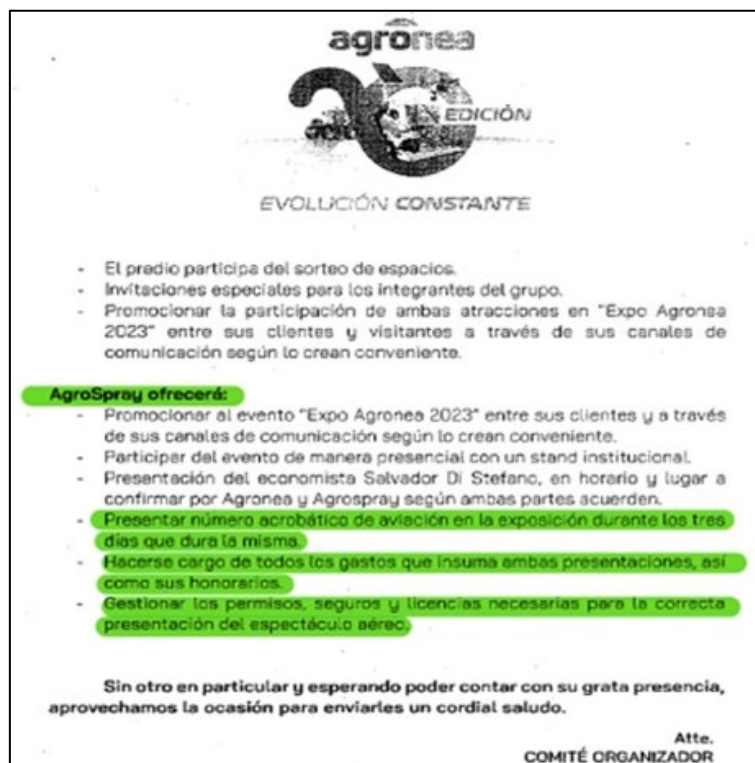 agronea
20 EDICIÓN
EVOLUCIÓN CONSTANTE
- El predio participa del sorteo de espacios.
- Invitaciones especiales para los integrantes del grupo.
- Promocionar la participación de ambas atracciones en "Expo Agronea
2023" entre sus clientes y visitantes a través de sus canales de
comunicación según lo crean conveniente.
AgroSpray ofrecerá:
- Promocionar al evento "Expo Agronea 2023" entre sus clientes y a través
de sus canales de comunicación según lo crean conveniente.
- Participar del evento de manera presencial con un stand institucional.
- Presentación del economista Salvador Di Stefano, en horario y lugar a
confirmar por Agronea y Agrospray según ambas partes acuerden.
- Presentar número acrobático de aviación en la exposición durante los tres
días que dura la misma.
- Hacerse cargo de todos los gastos que insuma ambas presentaciones, así
como sus honorarios.
- Gestionar los permisos, seguros y licencias necesarias para la correcta
presentación del espectáculo aéreo.
Sin otro en particular y esperando poder contar con su grata presencia,
aprovechamos la ocasión para enviarles un cordial saludo.
Atte.
COMITÉ ORGANIZADOR